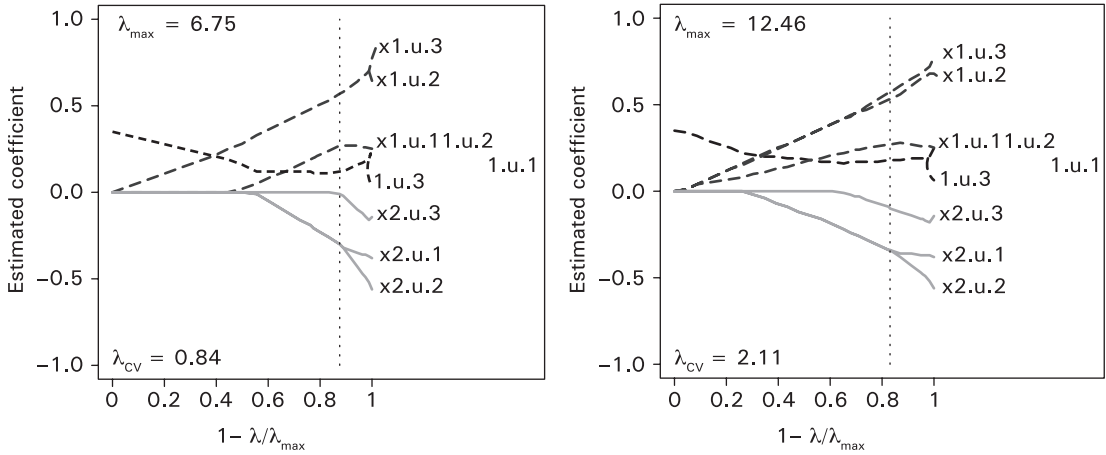 1.0
λmax = 6.75
x1.u.3
x1.u.2
0.5
x1.u.11.u.2
1.u.1
1.u.3
0.0
x2.u.3
x2.u.1
−0.5
x2.u.2
λCV = 0.84
−1.0
Estimated coefficient
0 0.2 0.4 0.6 0.8 1
1− λ/λmax
1.0
λmax = 12.46
x1.u.3
x1.u.2
0.5
x1.u.11.u.2
1.u.1
1.u.3
0.0
x2.u.3
x2.u.1
−0.5
x2.u.2
λCV = 2.11
−1.0
Estimated coefficient
0 0.2 0.4 0.6 0.8 1
1− λ/λmax